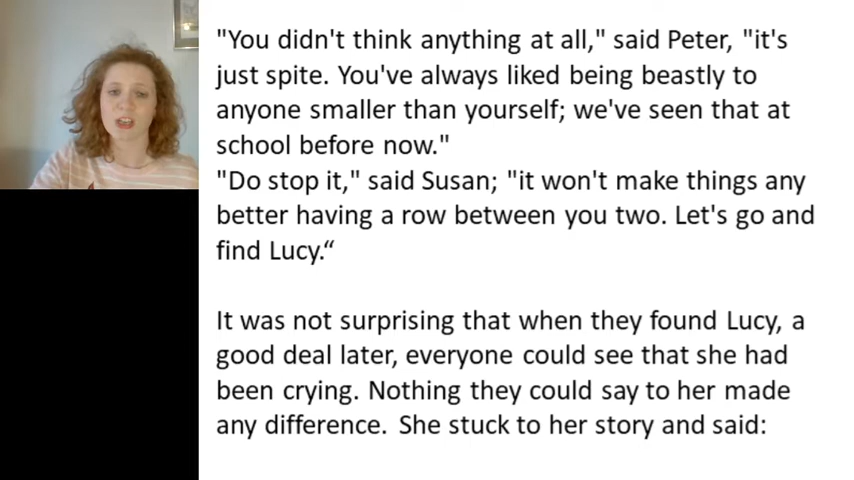 "You didn't think anything at all," said Peter, "it's
just spite. You've always liked being beastly to
anyone smaller than yourself; we've seen that at
school before now."
"Do stop it," said Susan; "it won't make things any
better having a row between you two. Let's go and
find Lucy.“
It was not surprising that when they found Lucy, a
good deal later, everyone could see that she had
been crying. Nothing they could say to her made
any difference. She stuck to her story and said: